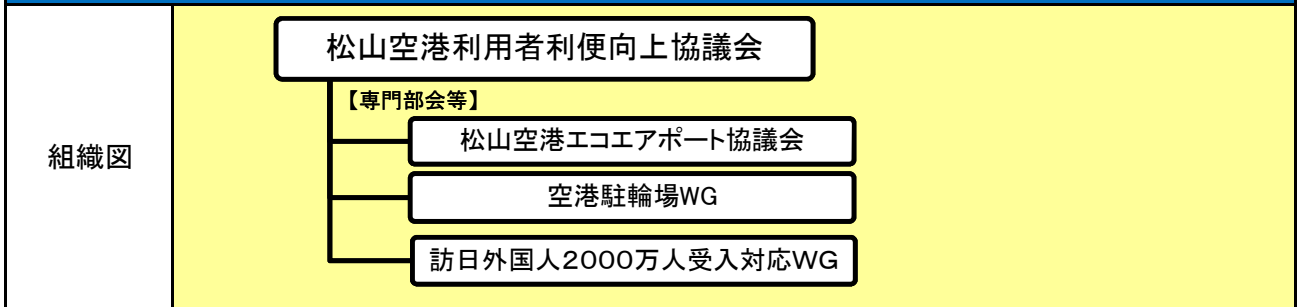 組織図
松山空港利用者利便向上協議会
【専門部会等】
松山空港エコエアポート協議会
空港駐輪場WG
訪日外国人２０００万人受入対応ＷＧ